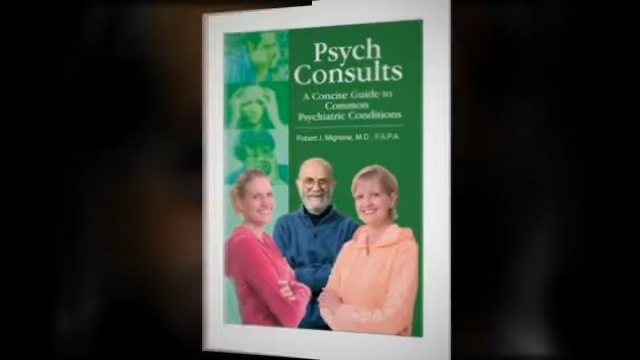 Psych
Consults
A Concise Guide to
Common
Psychiatric Conditions
Robert J. Mignone, M.D., F.A.P.A.